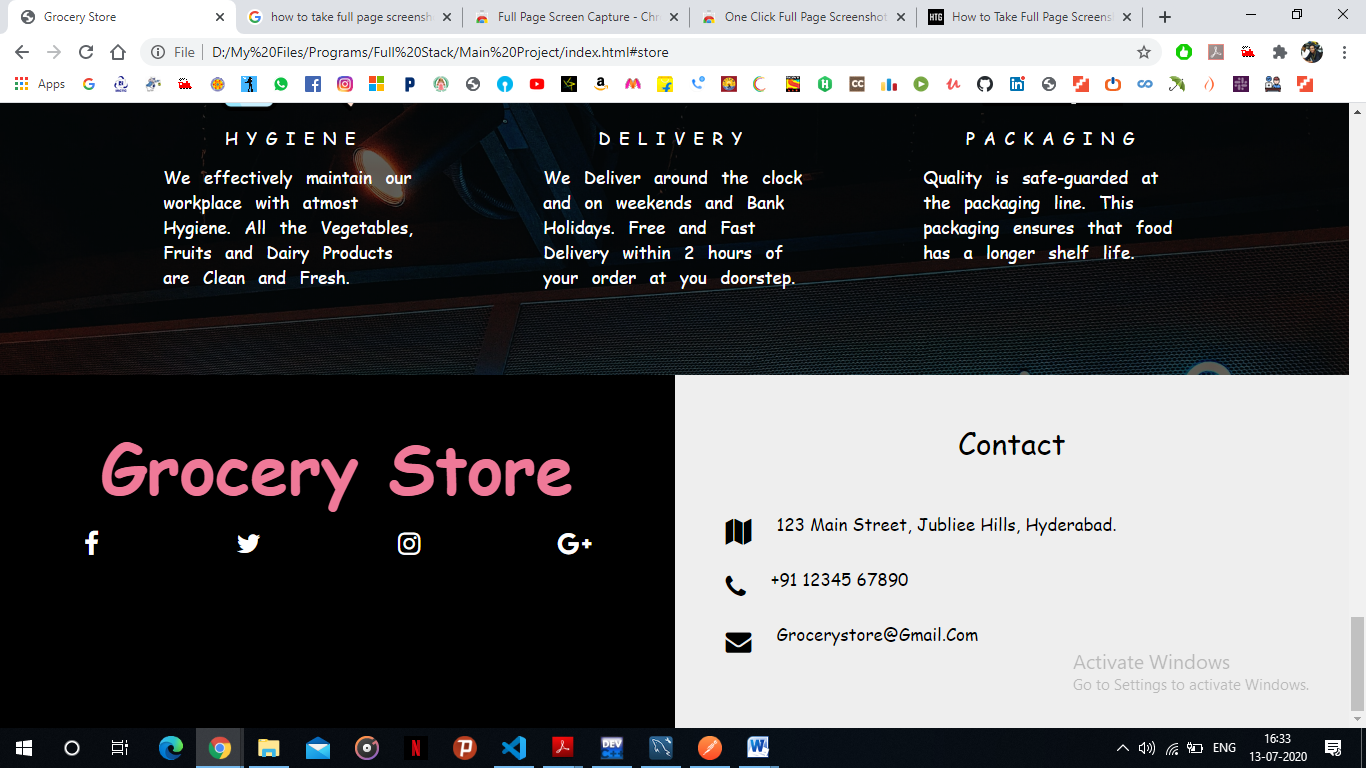 Grocery Store
how to take full page screensh
Full Page Screen Capture - Chr
One Click Full Page Screenshot
HTG How to Take Full Page Screens
File D:/My%20Files/Programs/Full%20Stack/Main%20Project/index.html#store
Apps
HYGIENE
We effectively maintain our
workplace with atmost
Hygiene. All the Vegetables,
Fruits and Dairy Products
are Clean and Fresh.
DELIVERY
We Deliver around the clock
and on weekends and Bank
Holidays. Free and Fast
Delivery within 2 hours of
your order at you doorstep.
PACKAGING
Quality is safe-guarded at
the packaging line. This
packaging ensures that food
has a longer shelf life.
Grocery Store
Contact
123 Main Street, Jubliee Hills, Hyderabad.
+91 12345 67890
Grocerystore@Gmail.Com
Activate Windows
Go to Settings to activate Windows.
ENG
16:33
13-07-2020